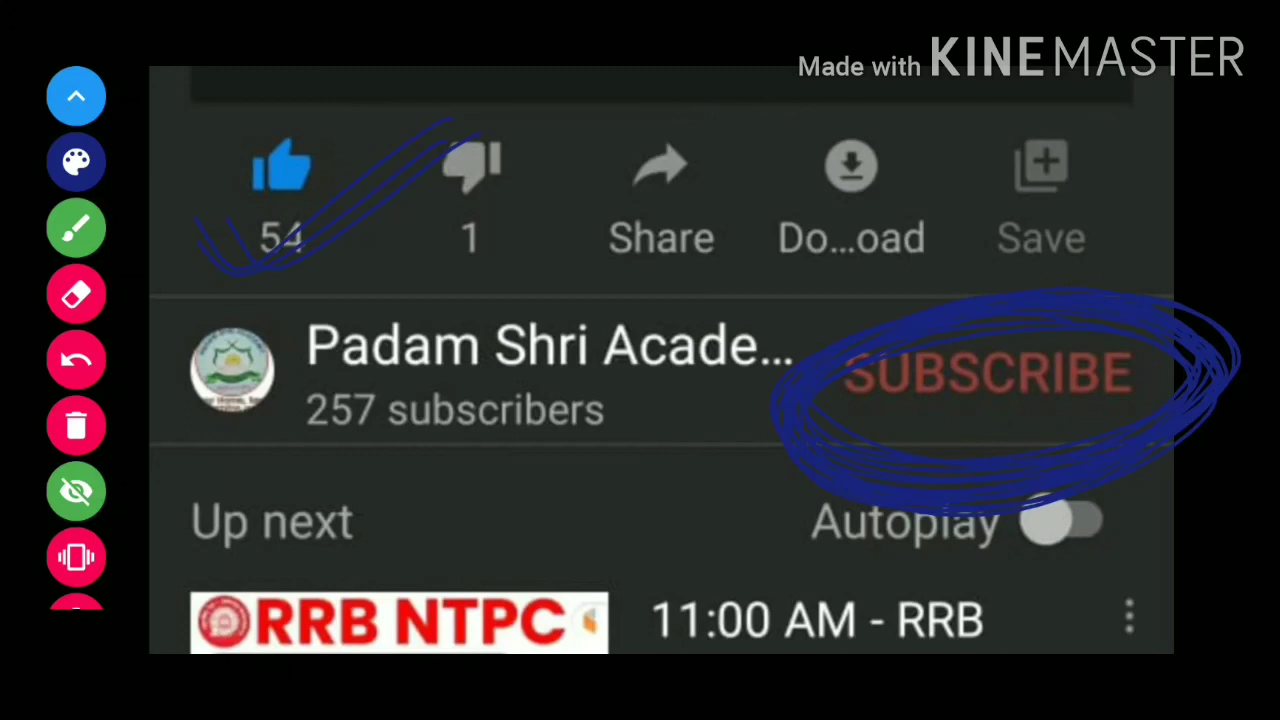 Made with KINEMASTER
54 1 Share Do...oad Save
Padam Shri Acade... SUBSCRIBE
257 subscribers
Up next Autoplay
RRB NTPC 11:00 AM - RRB